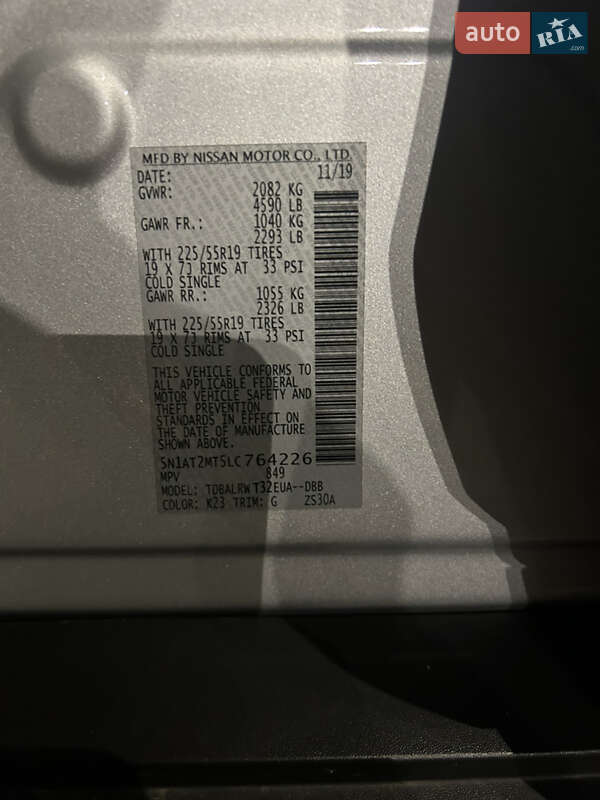 auto RIA.com
MFD BY NISSAN MOTOR CO., LTD.
DATE: 11/19
GVWR: 2082 KG
4590 LB
GAWR FR.: 1040 KG
2293 LB
WITH 225/55R19 TIRES
19 X 7J RIMS AT 33 PSI
COLD SINGLE
GAWR RR.: 1055 KG
2326 LB
WITH 225/55R19 TIRES
19 X 7J RIMS AT 33 PSI
COLD SINGLE
THIS VEHICLE CONFORMS TO
ALL APPLICABLE FEDERAL
MOTOR VEHICLE SAFETY AND
THEFT PREVENTION
STANDARDS IN EFFECT ON
THE DATE OF MANUFACTURE
SHOWN ABOVE.
5N1AT2MT5LC764226
MPV 849
MODEL: TDBALRWT32EUA--DBB
COLOR: K23 TRIM: G ZS30A